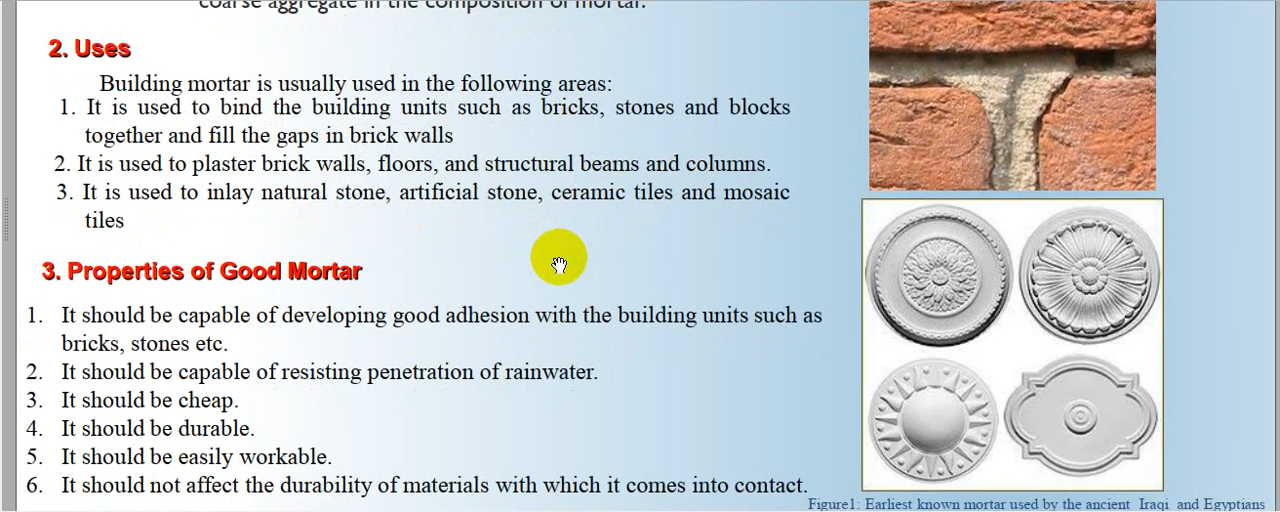 coarse aggregate in the composition of mortar.
2. Uses
Building mortar is usually used in the following areas:
1. It is used to bind the building units such as bricks, stones and blocks
together and fill the gaps in brick walls
2. It is used to plaster brick walls, floors, and structural beams and columns.
3. It is used to inlay natural stone, artificial stone, ceramic tiles and mosaic
tiles
3. Properties of Good Mortar
1. It should be capable of developing good adhesion with the building units such as
bricks, stones etc.
2. It should be capable of resisting penetration of rainwater.
3. It should be cheap.
4. It should be durable.
5. It should be easily workable.
6. It should not affect the durability of materials with which it comes into contact.
Figure1: Earliest known mortar used by the ancient Iraqi and Egyptians